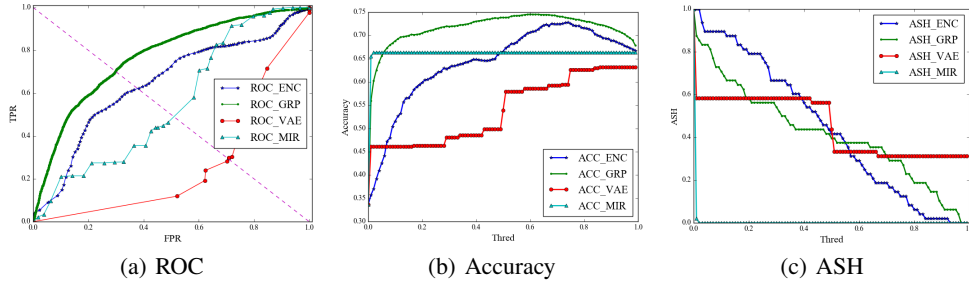 1.0
0.8
0.6
0.4
0.2
0.0
TPR
0.0 0.2 0.4 0.6 0.8 1.0
FPR
ROC_ENC
ROC_GRP
ROC_VAE
ROC_MIR
(a) ROC
0.75
0.70
0.65
0.60
0.55
0.50
0.45
0.40
0.35
0.30
Accuracy
0.0 0.2 0.4 0.6 0.8 1.0
Thred
ACC_ENC
ACC_GRP
ACC_VAE
ACC_MIR
(b) Accuracy
1.0
0.8
0.6
0.4
0.2
0.0
ASH
0.0 0.2 0.4 0.6 0.8 1.0
Thred
ASH_ENC
ASH_GRP
ASH_VAE
ASH_MIR
(c) ASH